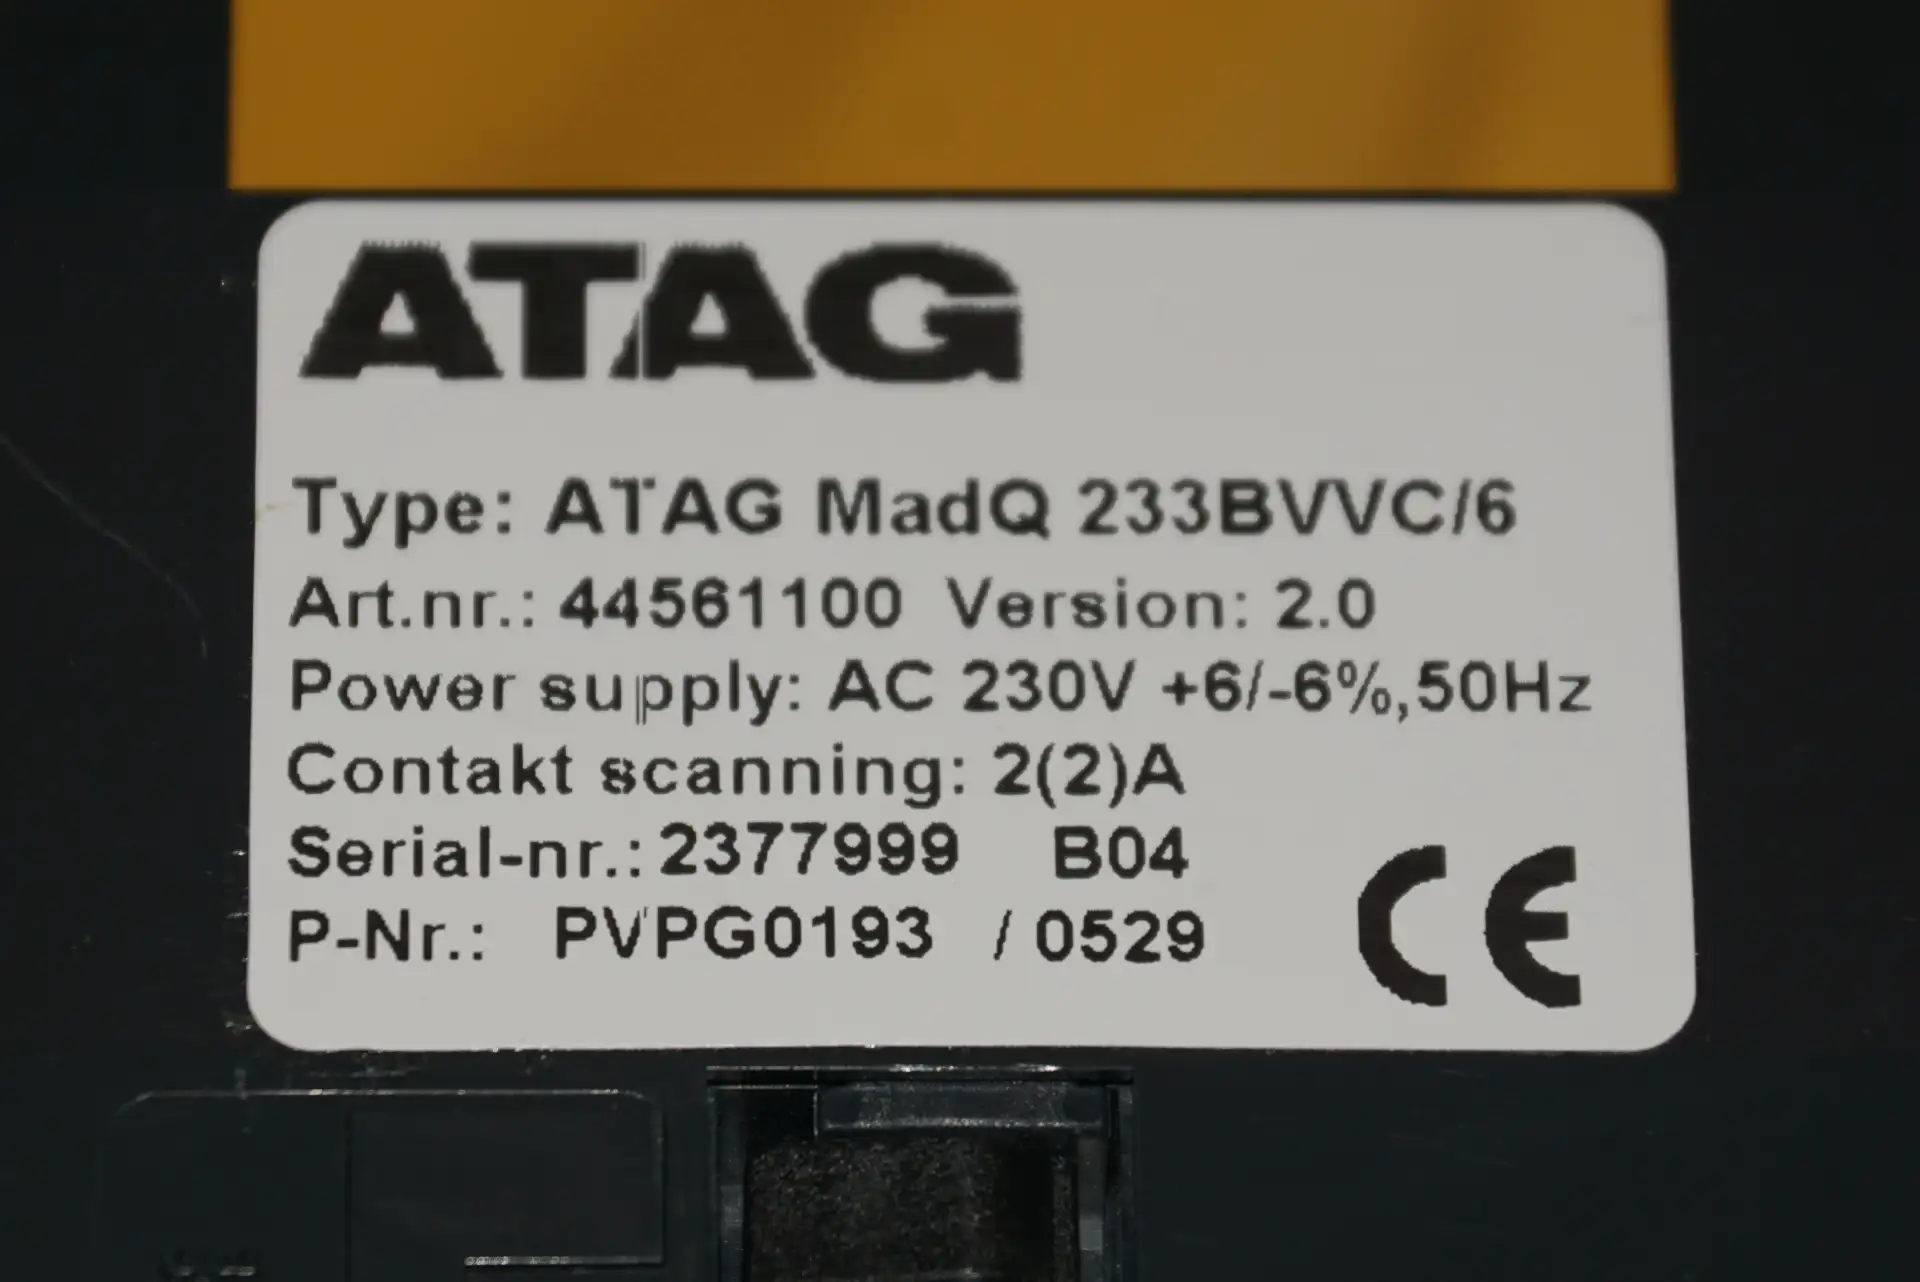 ATAG
Type: ATAG MadQ 233BVVC/6
Art.nr.: 44561100 Version: 2.0
Power supply: AC 230V +6/-6%,50Hz
Contakt scanning: 2(2)A
Serial-nr.: 2377999 B04
P-Nr.: PVPG0193 / 0529
CE